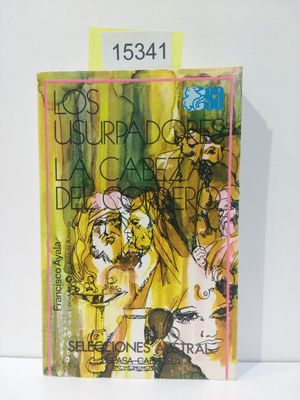 15341
LOS
USURPADORES
LA CABEZA
DEL CORDERO
Francisco Ayala
SELECCIONES AUSTRAL
ESPASA-CALPE